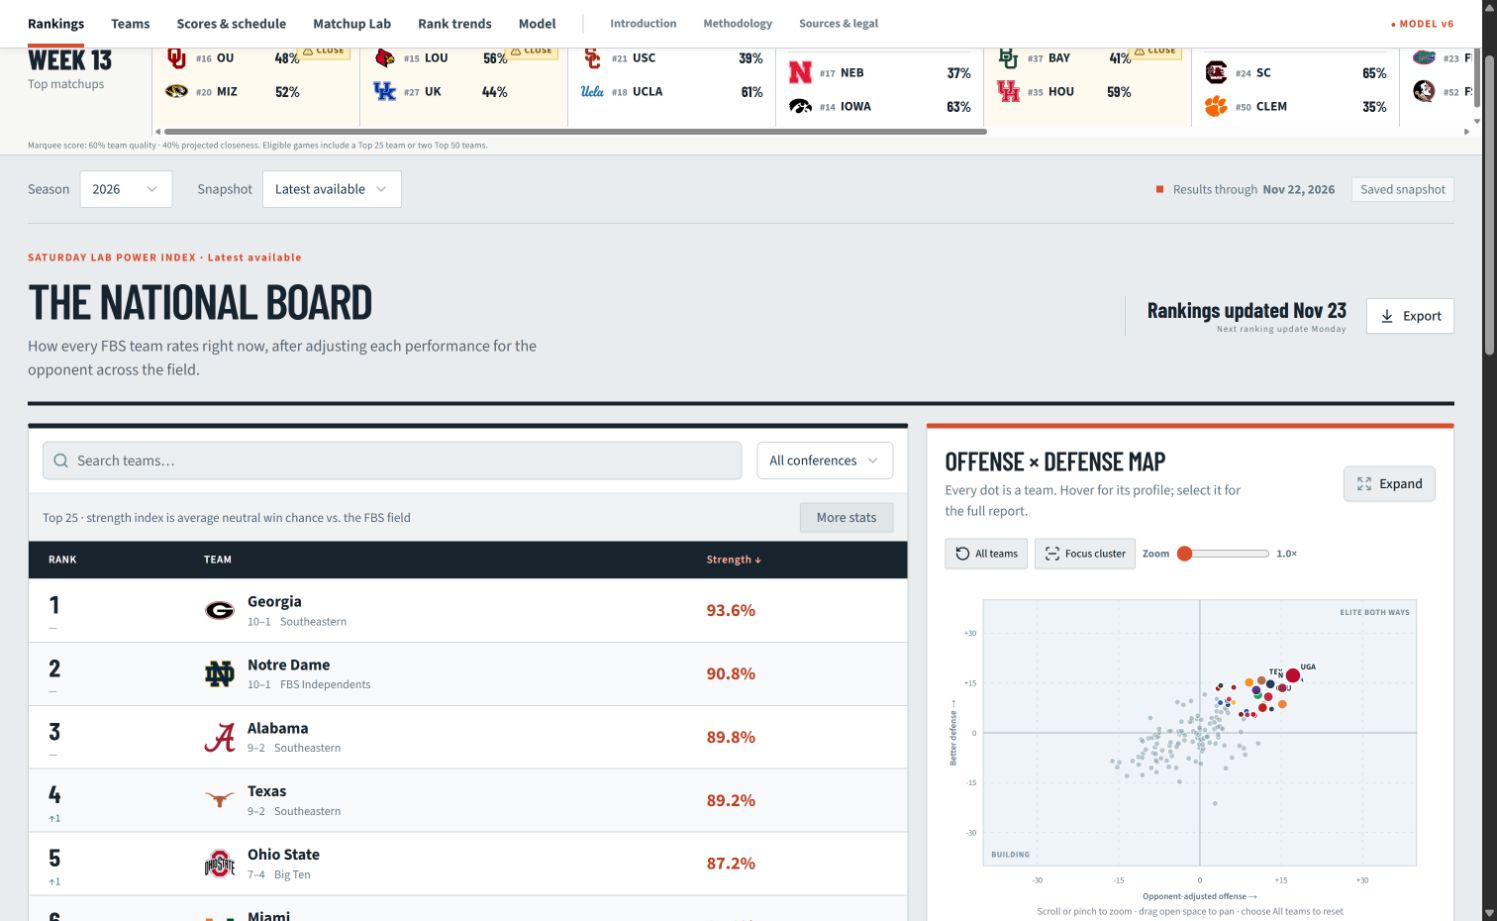 Rankings Teams Scores & schedule Matchup Lab Rank trends Model Introduction Methodology Sources & legal • MODEL v6
WEEK 13
Top matchups
#16 OU 48% CLOSE
#20 MIZ 52%
#15 LOU 56% CLOSE
#27 UK 44%
#21 USC 39%
#18 UCLA 61%
#17 NEB 37%
#14 IOWA 63%
#37 BAY 41% CLOSE
#35 HOU 59%
#24 SC 65%
#50 CLEM 35%
#23 F
#52
Marquee score: 60% team quality · 40% projected closeness. Eligible games include a Top 25 team or two Top 50 teams.
Season 2026 Snapshot Latest available Results through Nov 22, 2026 Saved snapshot
SATURDAY LAB POWER INDEX · Latest available
THE NATIONAL BOARD
How every FBS team rates right now, after adjusting each performance for the
opponent across the field.
Rankings updated Nov 23
Next ranking update Monday
Export
Search teams… All conferences
Top 25 · strength index is average neutral win chance vs. the FBS field More stats
RANK TEAM Strength ↓
1 Georgia 93.6%
— 10–1 Southeastern
2 Notre Dame 90.8%
— 10–1 FBS Independents
3 Alabama 89.8%
— 9–2 Southeastern
4 Texas 89.2%
↑1 9–2 Southeastern
5 Ohio State 87.2%
↑1 7–4 Big Ten
6 Miami
OFFENSE × DEFENSE MAP
Every dot is a team. Hover for its profile; select it for
the full report.
Expand
All teams Focus cluster Zoom 1.0×
ELITE BOTH WAYS
+30
+15
0
-15
-30
Better defense →
UGA
BUILDING
-30 -15 0 +15 +30
Opponent-adjusted offense →
Scroll or pinch to zoom · drag open space to pan · choose All teams to reset